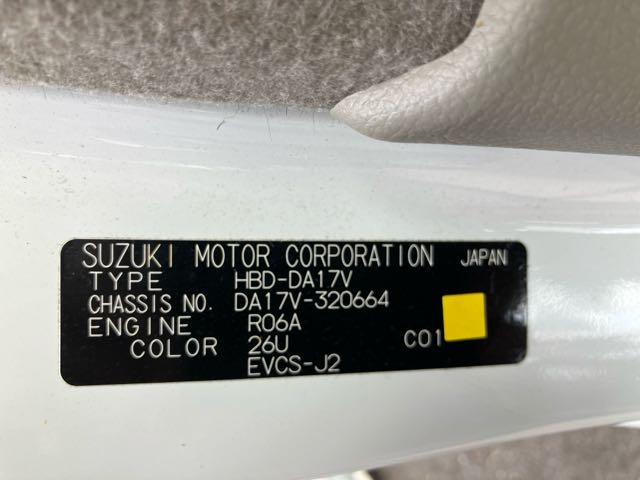 SUZUKI MOTOR CORPORATION JAPAN
TYPE HBD-DA17V
CHASSIS NO. DA17V-320664
ENGINE R06A
COLOR 26U C01
EVCS-J2